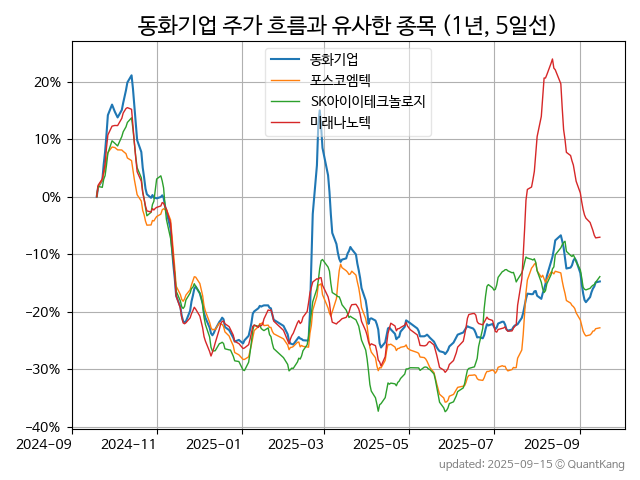 동화기업 주가 흐름과 유사한 종목 (1년, 5일선)
동화기업
포스코엠텍
SK아이이테크놀로지
미래나노텍
20%
10%
0%
−10%
−20%
−30%
−40%
2024-09
2024-11
2025-01
2025-03
2025-05
2025-07
2025-09
updated: 2025-09-15 © QuantKang